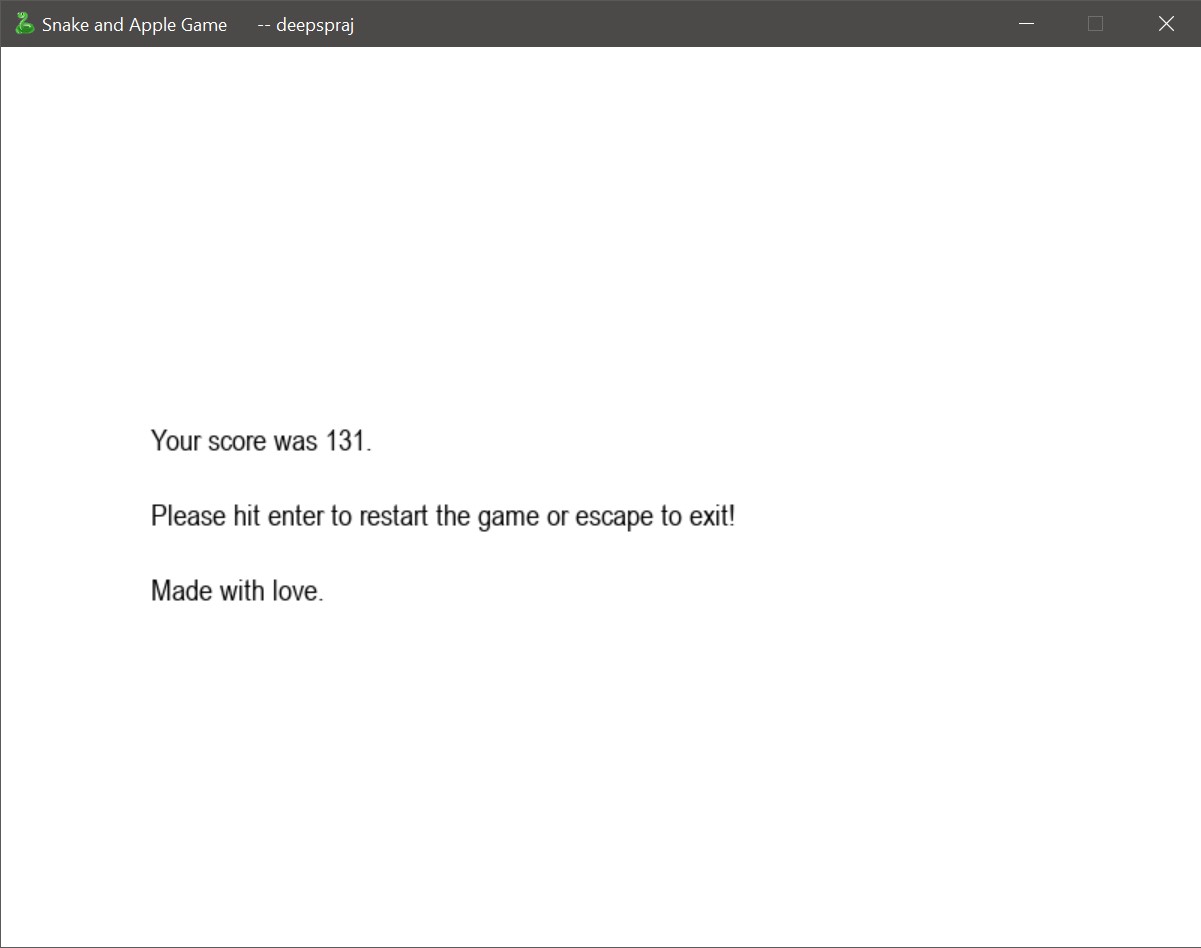 Snake and Apple Game -- deepspraj
Your score was 131.
Please hit enter to restart the game or escape to exit!
Made with love.